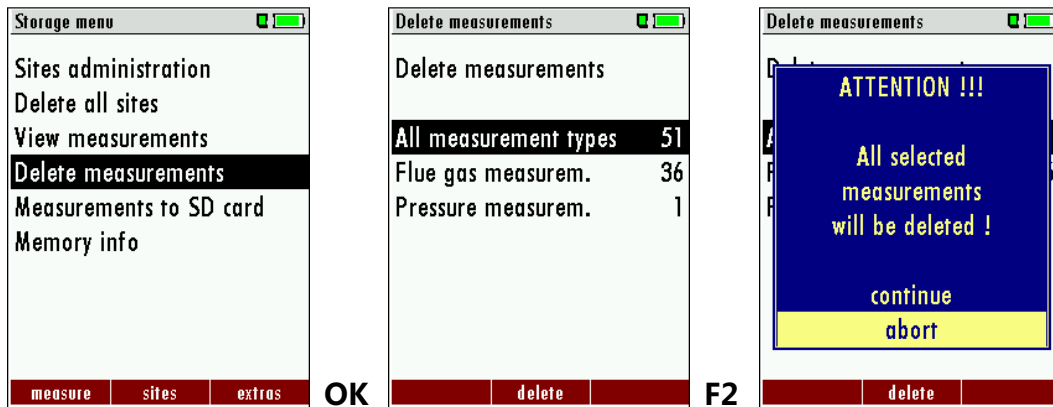 Storage menu
Sites administration
Delete all sites
View measurements
Delete measurements
Measurements to SD card
Memory info
measure sites extras
OK
Delete measurements
Delete measurements
All measurement types 51
Flue gas measurem. 36
Pressure measurem. 1
delete
F2
Delete measurements
ATTENTION !!!
All selected
measurements
will be deleted !
continue
abort
delete